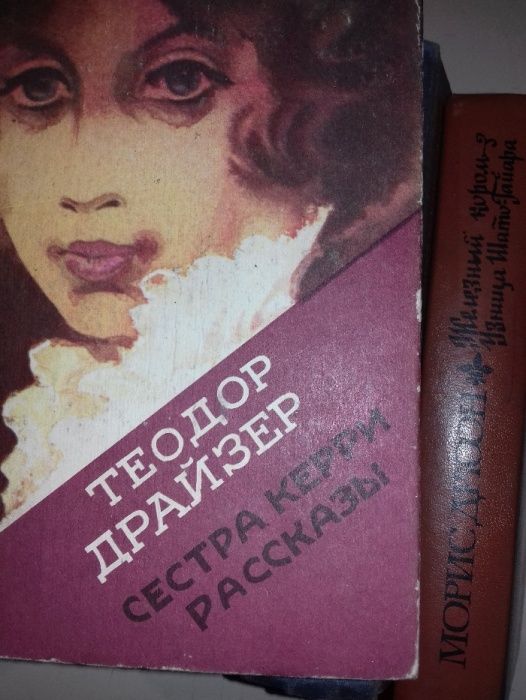 ТЕОДОР
ДРАЙЗЕР
СЕСТРА КЕРРИ
РАССКАЗЫ
МОРИС ДРЮОН
Железный король
Узница Шато-Гайара